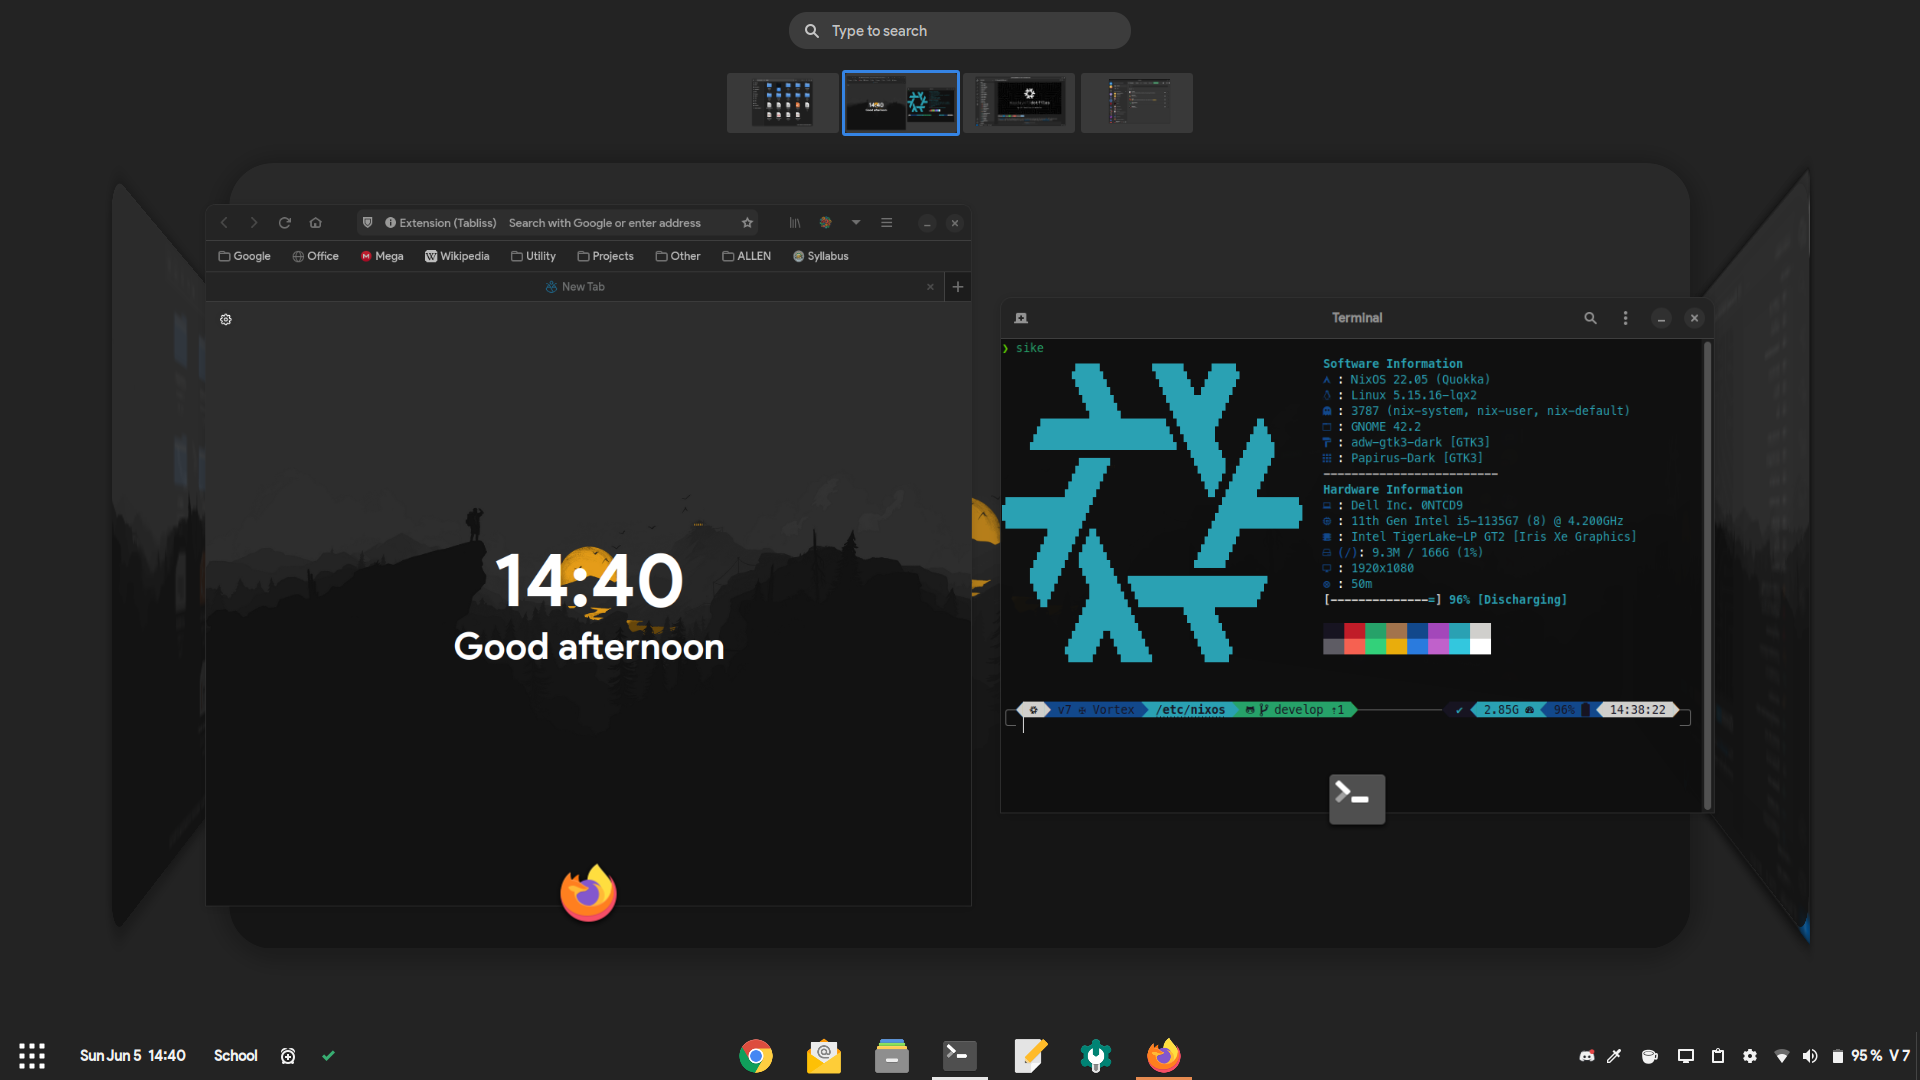 Type to search
Extension (Tabliss) Search with Google or enter address
Google Office Mega Wikipedia Utility Projects Other ALLEN Syllabus
New Tab
14:40
Good afternoon
Terminal
❯ sike
Software Information
: NixOS 22.05 (Quokka)
: Linux 5.15.16-lqx2
: 3787 (nix-system, nix-user, nix-default)
: GNOME 42.2
: adw-gtk3-dark [GTK3]
: Papirus-Dark [GTK3]
-------------------------
Hardware Information
: Dell Inc. 0NTCD9
: 11th Gen Intel i5-1135G7 (8) @ 4.200GHz
: Intel TigerLake-LP GT2 [Iris Xe Graphics]
(/): 9.3M / 166G (1%)
: 1920x1080
: 50m
[--------------=] 96% [Discharging]
v7 Vortex /etc/nixos develop ↑1 ✔ 2.85G 96% 14:38:22
Sun Jun 5 14:40 School 95 % V 7